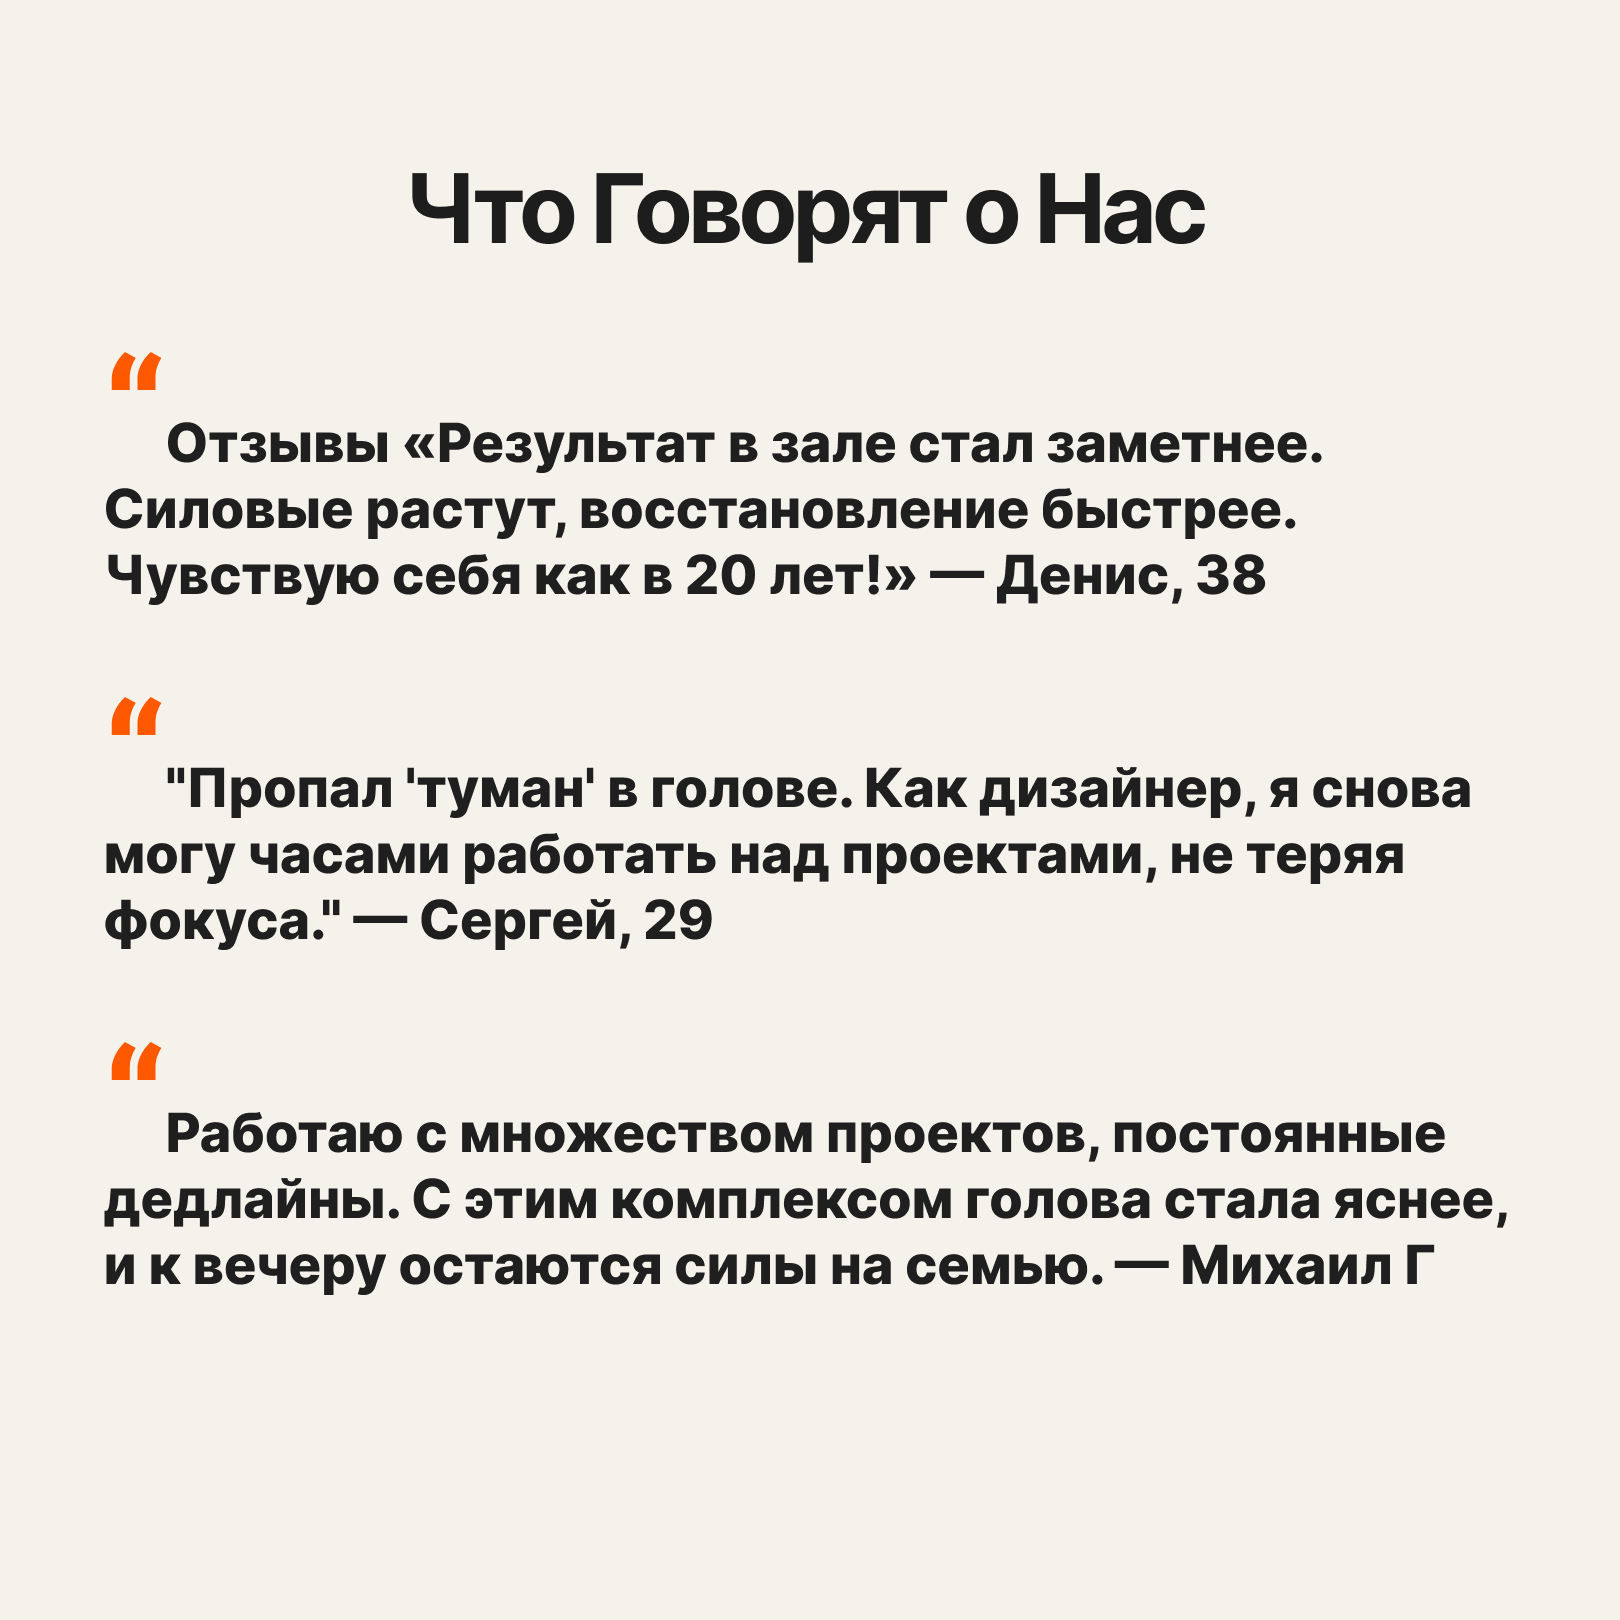 Что Говорят о Нас
“
Отзывы «Результат в зале стал заметнее.
Силовые растут, восстановление быстрее.
Чувствую себя как в 20 лет!» — Денис, 38
“
"Пропал 'туман' в голове. Как дизайнер, я снова
могу часами работать над проектами, не теряя
фокуса." — Сергей, 29
“
Работаю с множеством проектов, постоянные
дедлайны. С этим комплексом голова стала яснее,
и к вечеру остаются силы на семью. — Михаил Г